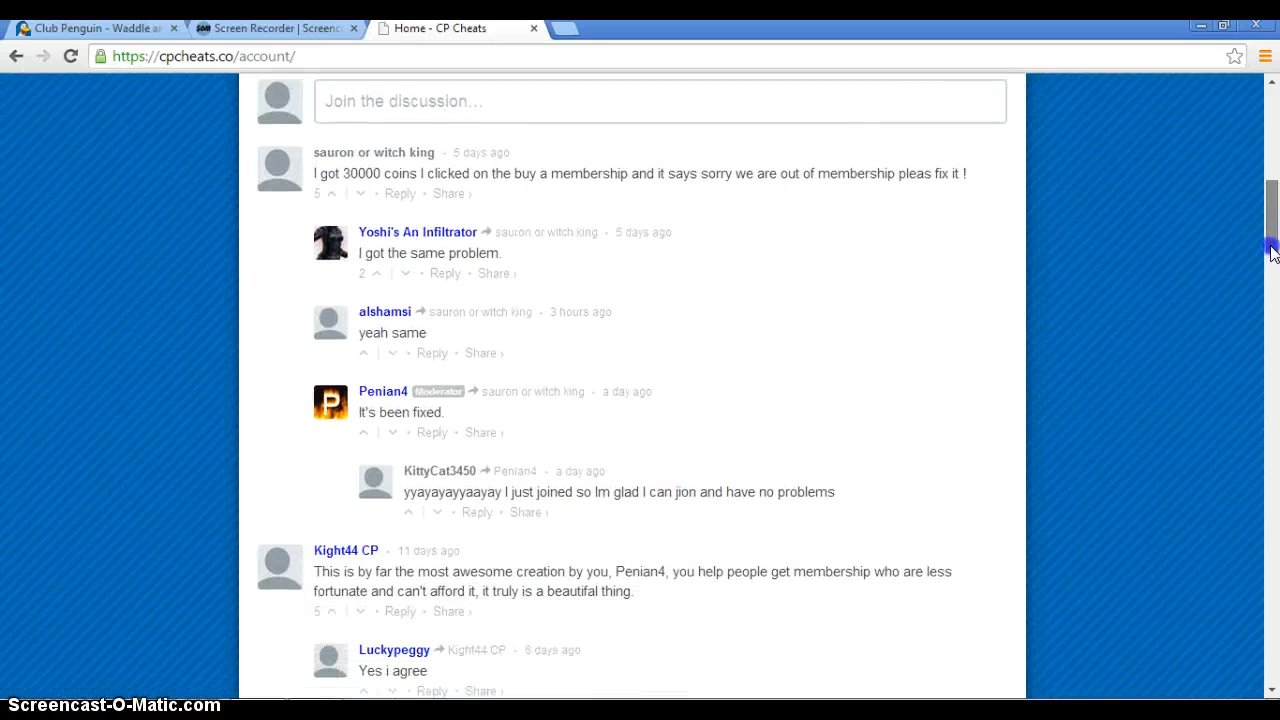 Club Penguin - Waddle an
Screen Recorder | Screenc
Home - CP Cheats
https://cpcheats.co/account/
Join the discussion...
sauron or witch king · 5 days ago
I got 30000 coins I clicked on the buy a membership and it says sorry we are out of membership pleas fix it !
5 · Reply · Share ›
Yoshi's An Infiltrator sauron or witch king · 5 days ago
I got the same problem.
2 · Reply · Share ›
alshamsi sauron or witch king · 3 hours ago
yeah same
· Reply · Share ›
Penian4 Moderator sauron or witch king · a day ago
It's been fixed.
· Reply · Share ›
KittyCat3450 Penian4 · a day ago
yyayayayyaayay I just joined so Im glad I can jion and have no problems
· Reply · Share ›
Kight44 CP · 11 days ago
This is by far the most awesome creation by you, Penian4, you help people get membership who are less
fortunate and can't afford it, it truly is a beautiful thing.
5 · Reply · Share ›
Luckypeggy Kight44 CP · 6 days ago
Yes i agree
· Reply · Share ›
Screencast-O-Matic.com